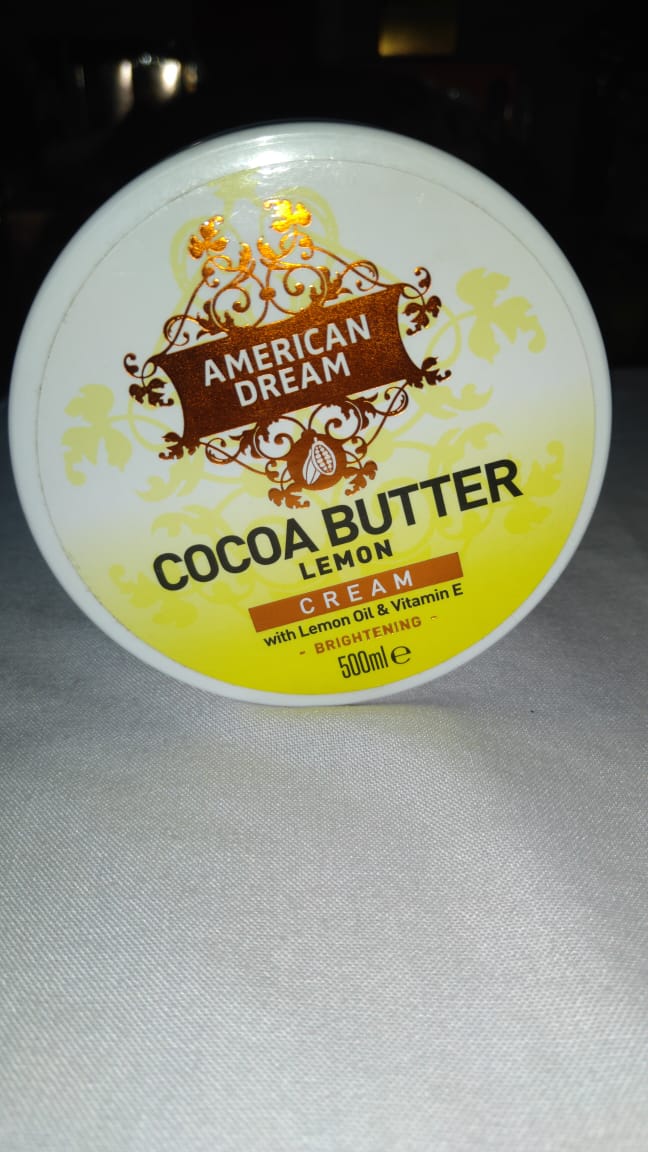 AMERICAN
DREAM
COCOA BUTTER
LEMON
CREAM
with Lemon Oil & Vitamin E
- BRIGHTENING -
500ml ℮